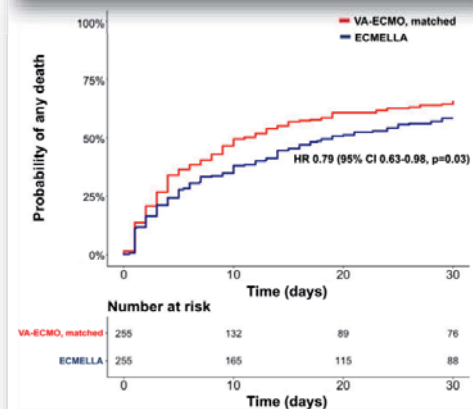 100%
VA-ECMO, matched
ECMELLA
75%
Probability of any death
50%
HR 0.79 (95% CI 0.63-0.98, p=0.03)
25%
0%
0 10 20 30
Time (days)
Number at risk
VA-ECMO, matched 255 132 89 76
ECMELLA 255 165 115 88
0 10 20 30
Time (days)